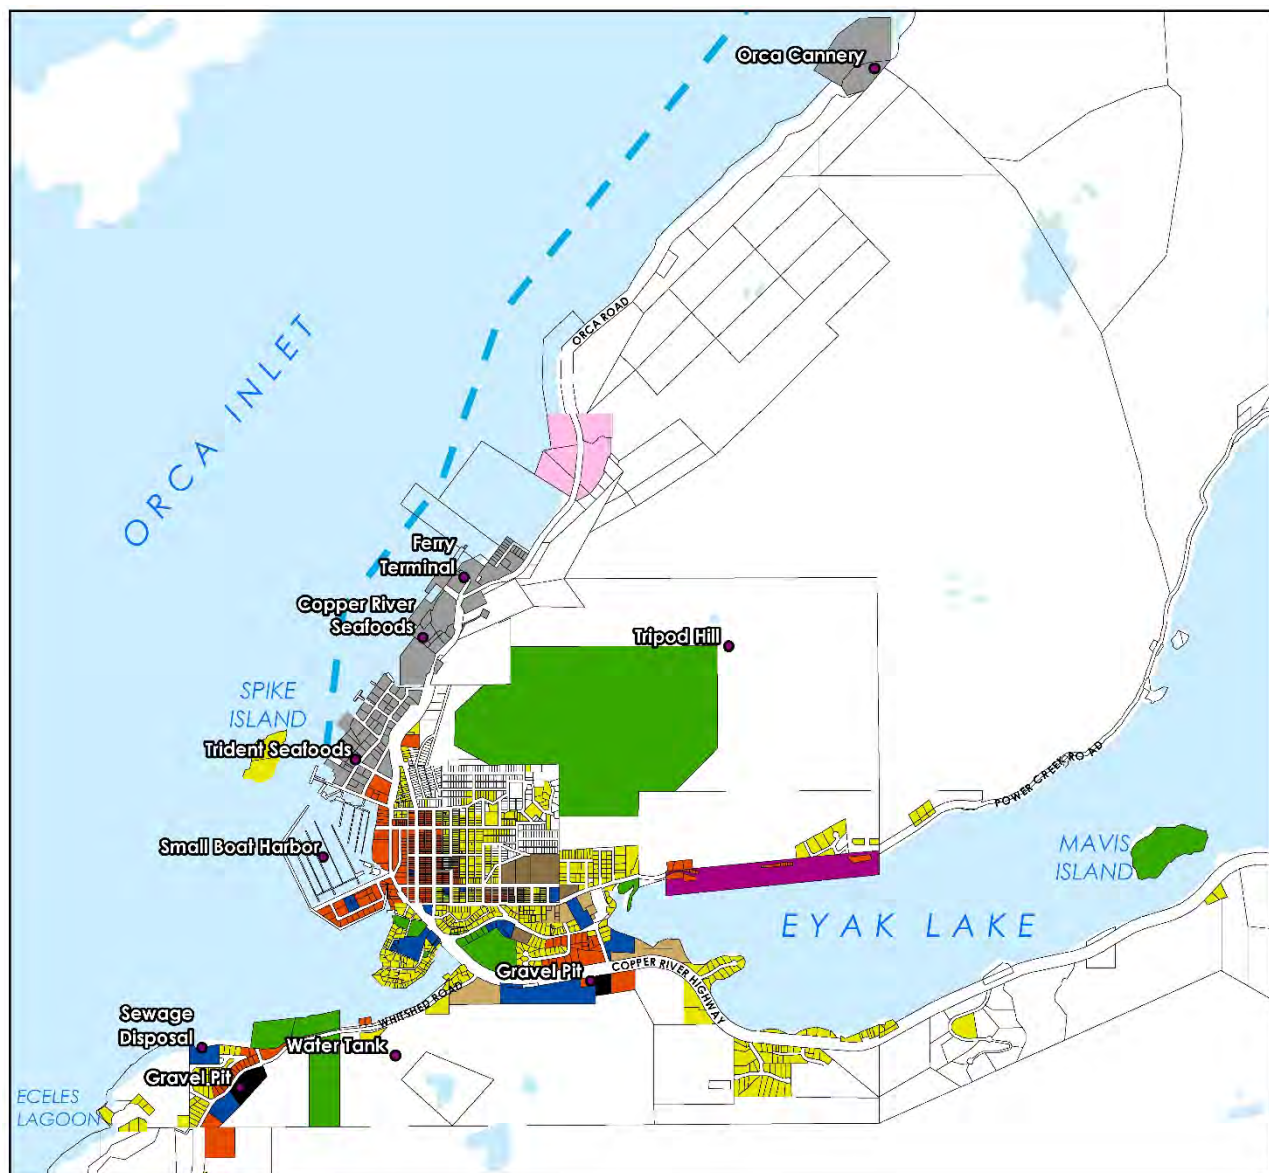 Orca Cannery
ORCA ROAD
ORCA INLET
Ferry
Terminal
Copper River
Seafoods
Tripod Hill
SPIKE
ISLAND
Trident Seafoods
POWER CREEK ROAD
Small Boat Harbor
MAVIS
ISLAND
EYAK LAKE
COPPER RIVER HIGHWAY
Gravel Pit
WHITSHED ROAD
Sewage
Disposal
Water Tank
Gravel Pit
ECELES
LAGOON